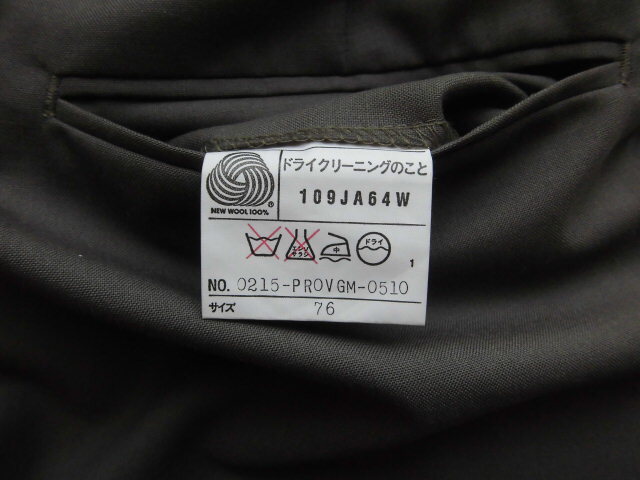 ドライクリーニングのこと
NEW WOOL 100%
®
109JA64W
エンソ
サラシ
中
ドライ
1
NO. 0215-PROVGM-0510
サイズ 76